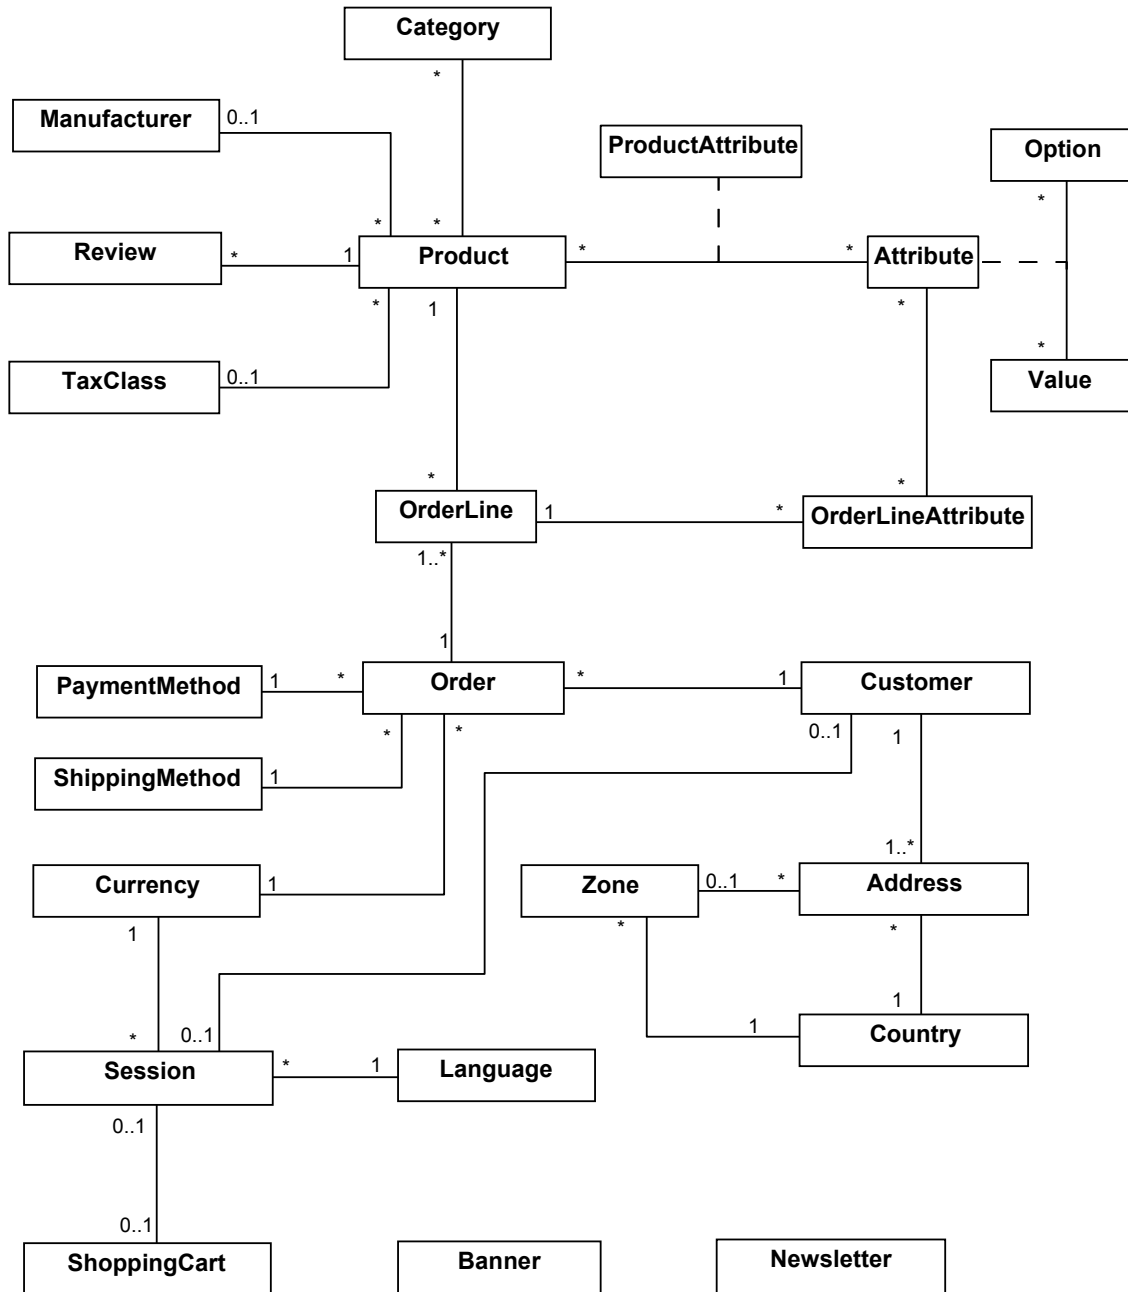 Category
*
Manufacturer
0..1
ProductAttribute
Option
*
*
*
Review
*
1
Product
*
*
Attribute
*
1
*
TaxClass
0..1
*
Value
*
*
OrderLine
1
*
OrderLineAttribute
1..*
1
PaymentMethod
1
*
Order
*
1
Customer
*
*
0..1
1
ShippingMethod
1
1..*
Currency
1
Zone
0..1
*
Address
1
*
*
*
0..1
1
1
Country
Session
*
1
Language
0..1
0..1
ShoppingCart
Banner
Newsletter